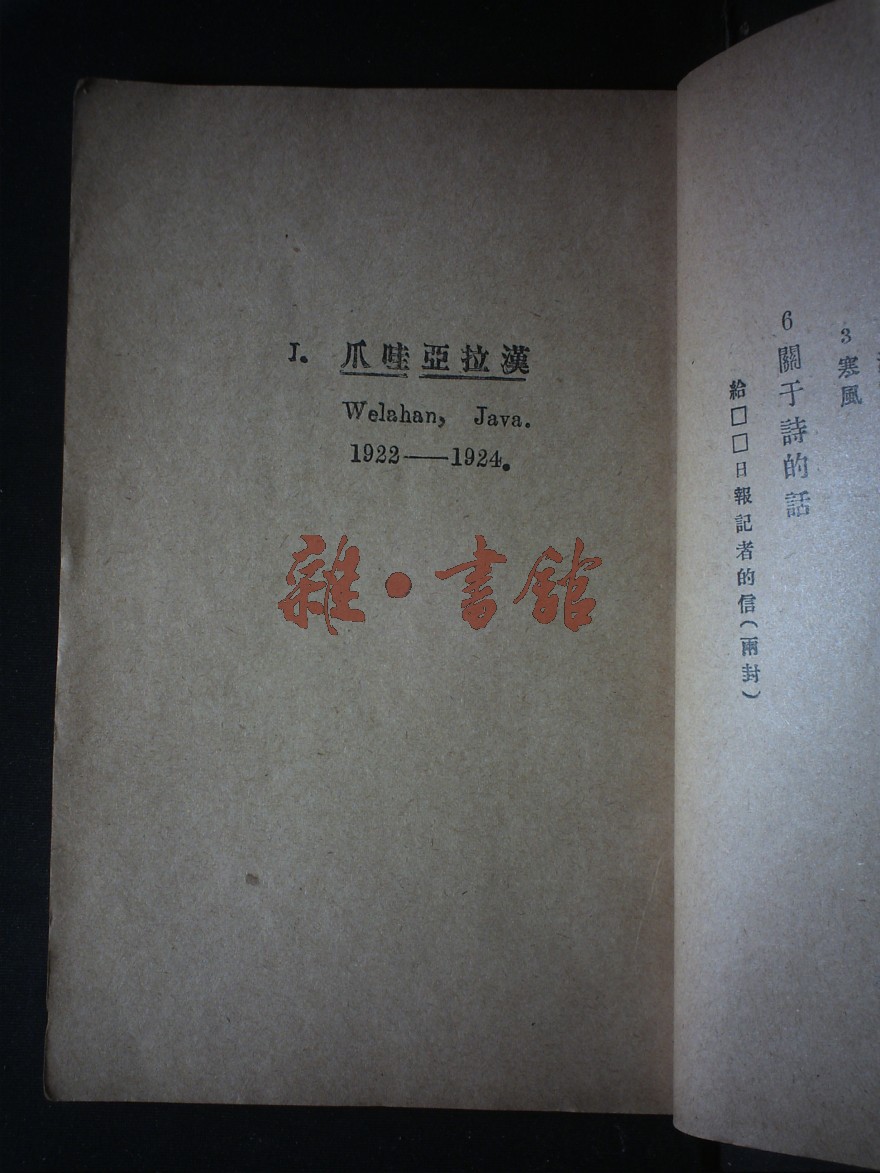 I. 爪哇亞拉漢
Welahan, Java.
1922——1924.
雜·書館
3 寒風
6 關于詩的話
給□□日報記者的信(兩封)